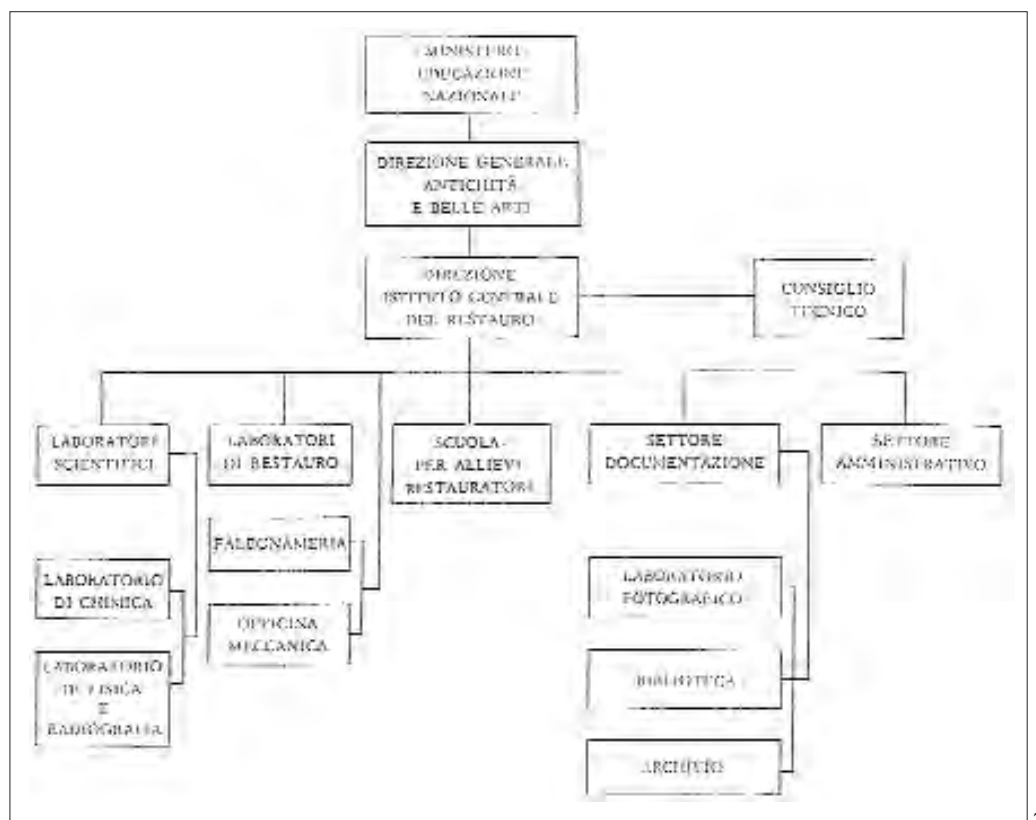 MINISTERO
EDUCAZIONE
NAZIONALE
DIREZIONE GENERALE
ANTICHITÀ
E BELLE ARTI
DIREZIONE
ISTITUTO GENERALE
DEL RESTAURO
CONSIGLIO
TECNICO
LABORATORI
SCIENTIFICI
LABORATORI
DI RESTAURO
SCUOLA
PER ALLIEVI
RESTAURATORI
SETTORE
DOCUMENTAZIONE
SETTORE
AMMINISTRATIVO
FALEGNAMERIA
LABORATORIO
DI CHIMICA
OFFICINA
MECCANICA
LABORATORIO
FOTOGRAFICO
LABORATORIO
DI FISICA
E
RADIOGRAFIA
BIBLIOTECA
ARCHIVIO